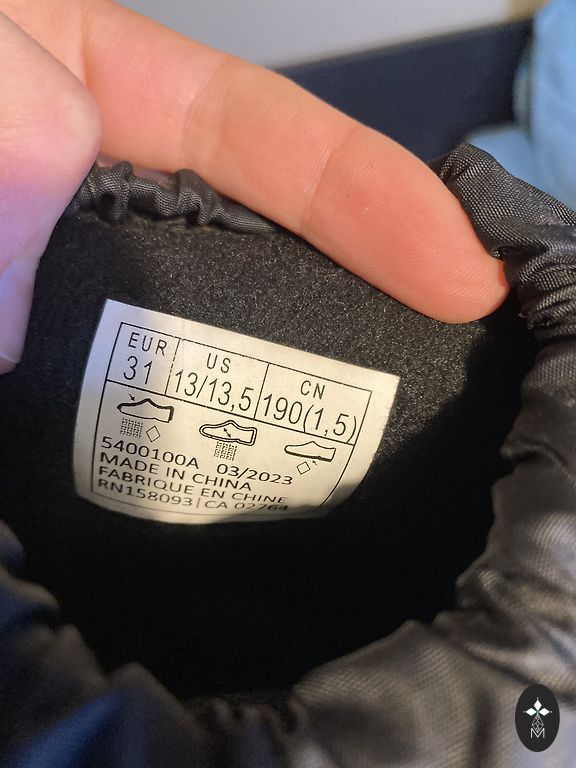 EUR US CN
31 13/13,5 190(1,5)
5400100A 03/2023
MADE IN CHINA
FABRIQUE EN CHINE
RN158093 | CA 02764
M